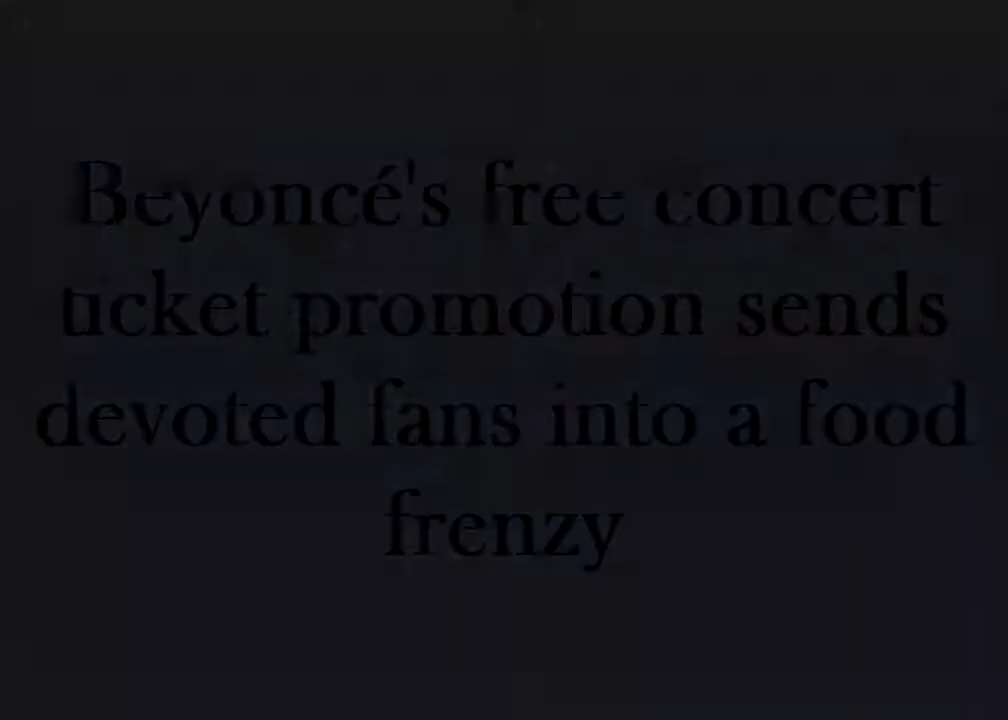 Beyoncé's free concert
ticket promotion sends
devoted fans into a food
frenzy